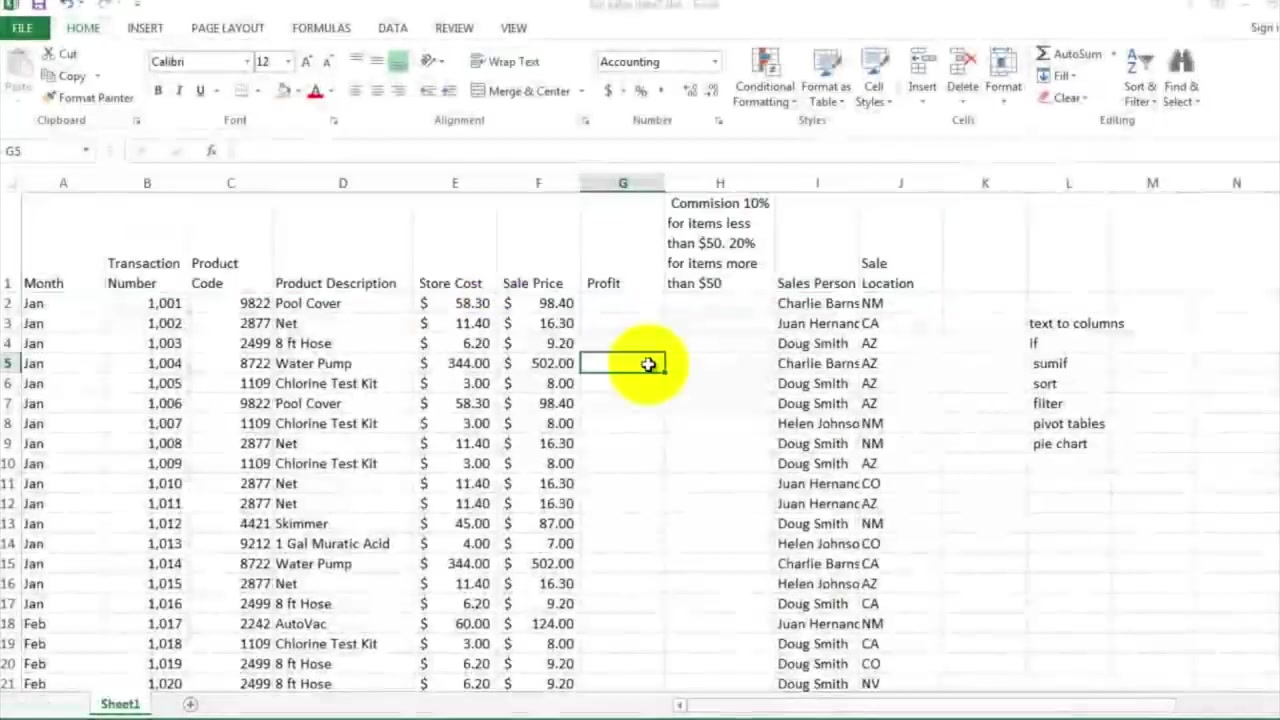 FILE HOME INSERT PAGE LAYOUT FORMULAS DATA REVIEW VIEW Sign i
Cut Calibri 12 A A Wrap Text Accounting Σ AutoSum
Copy Fill
Paste Format Painter B I U A Merge & Center $ % Conditional Formatting Format as Table Cell Styles Insert Delete Format Clear Sort & Filter Find & Select
Clipboard Font Alignment Number Styles Cells Editing
G5 fx
A B C D E F G H I J K L M N
1 Month Transaction Number Product Code Product Description Store Cost Sale Price Profit Commision 10% for items less than $50. 20% for items more than $50 Sales Person Sale Location
2 Jan 1,001 9822 Pool Cover $ 58.30 $ 98.40 Charlie Barns NM
3 Jan 1,002 2877 Net $ 11.40 $ 16.30 Juan Hernanc CA text to columns
4 Jan 1,003 2499 8 ft Hose $ 6.20 $ 9.20 Doug Smith AZ If
5 Jan 1,004 8722 Water Pump $ 344.00 $ 502.00 Charlie Barns AZ sumif
6 Jan 1,005 1109 Chlorine Test Kit $ 3.00 $ 8.00 Doug Smith AZ sort
7 Jan 1,006 9822 Pool Cover $ 58.30 $ 98.40 Doug Smith AZ filter
8 Jan 1,007 1109 Chlorine Test Kit $ 3.00 $ 8.00 Helen Johnso NM pivot tables
9 Jan 1,008 2877 Net $ 11.40 $ 16.30 Doug Smith NM pie chart
10 Jan 1,009 1109 Chlorine Test Kit $ 3.00 $ 8.00 Doug Smith AZ
11 Jan 1,010 2877 Net $ 11.40 $ 16.30 Juan Hernanc CO
12 Jan 1,011 2877 Net $ 11.40 $ 16.30 Juan Hernanc AZ
13 Jan 1,012 4421 Skimmer $ 45.00 $ 87.00 Doug Smith NM
14 Jan 1,013 9212 1 Gal Muratic Acid $ 4.00 $ 7.00 Helen Johnso CO
15 Jan 1,014 8722 Water Pump $ 344.00 $ 502.00 Charlie Barns CA
16 Jan 1,015 2877 Net $ 11.40 $ 16.30 Helen Johnso AZ
17 Jan 1,016 2499 8 ft Hose $ 6.20 $ 9.20 Doug Smith CA
18 Feb 1,017 2242 AutoVac $ 60.00 $ 124.00 Juan Hernanc NM
19 Feb 1,018 1109 Chlorine Test Kit $ 3.00 $ 8.00 Doug Smith CA
20 Feb 1,019 2499 8 ft Hose $ 6.20 $ 9.20 Doug Smith CO
21 Feb 1,020 2499 8 ft Hose $ 6.20 $ 9.20 Doug Smith NV
Sheet1